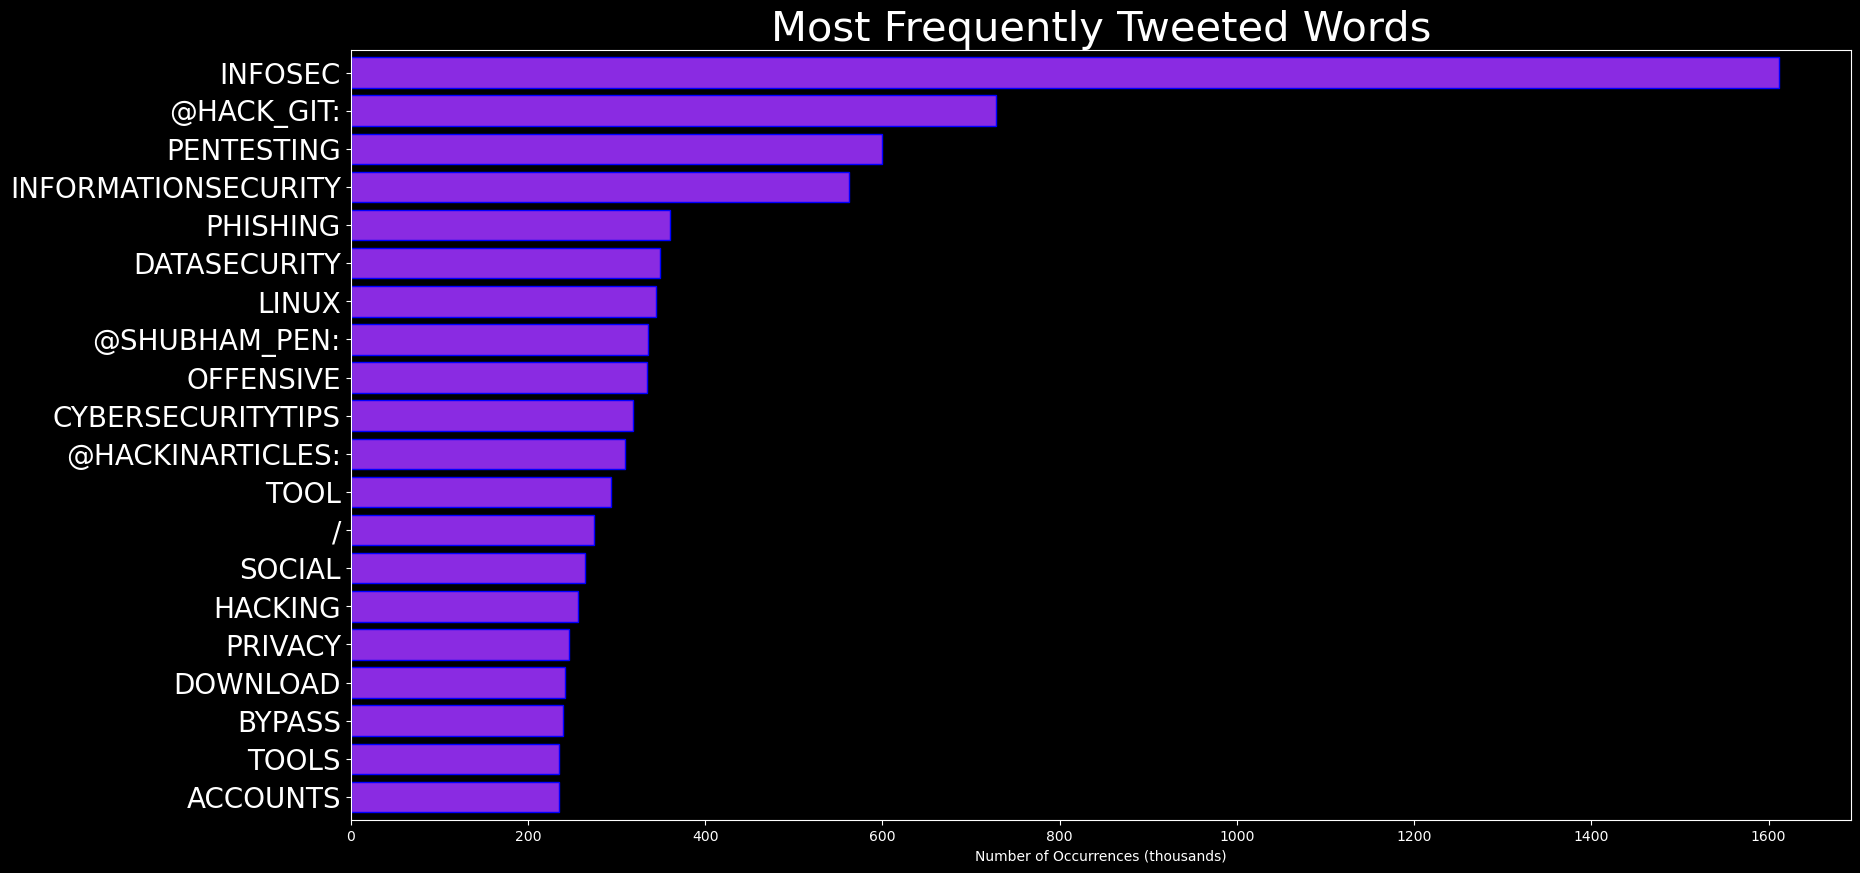 Most Frequently Tweeted Words
INFOSEC
@HACK_GIT:
PENTESTING
INFORMATIONSECURITY
PHISHING
DATASECURITY
LINUX
@SHUBHAM_PEN:
OFFENSIVE
CYBERSECURITYTIPS
@HACKINARTICLES:
TOOL
/
SOCIAL
HACKING
PRIVACY
DOWNLOAD
BYPASS
TOOLS
ACCOUNTS
0 200 400 600 800 1000 1200 1400 1600
Number of Occurrences (thousands)